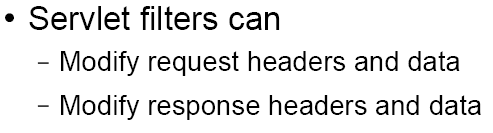 • Servlet filters can
– Modify request headers and data
– Modify response headers and data